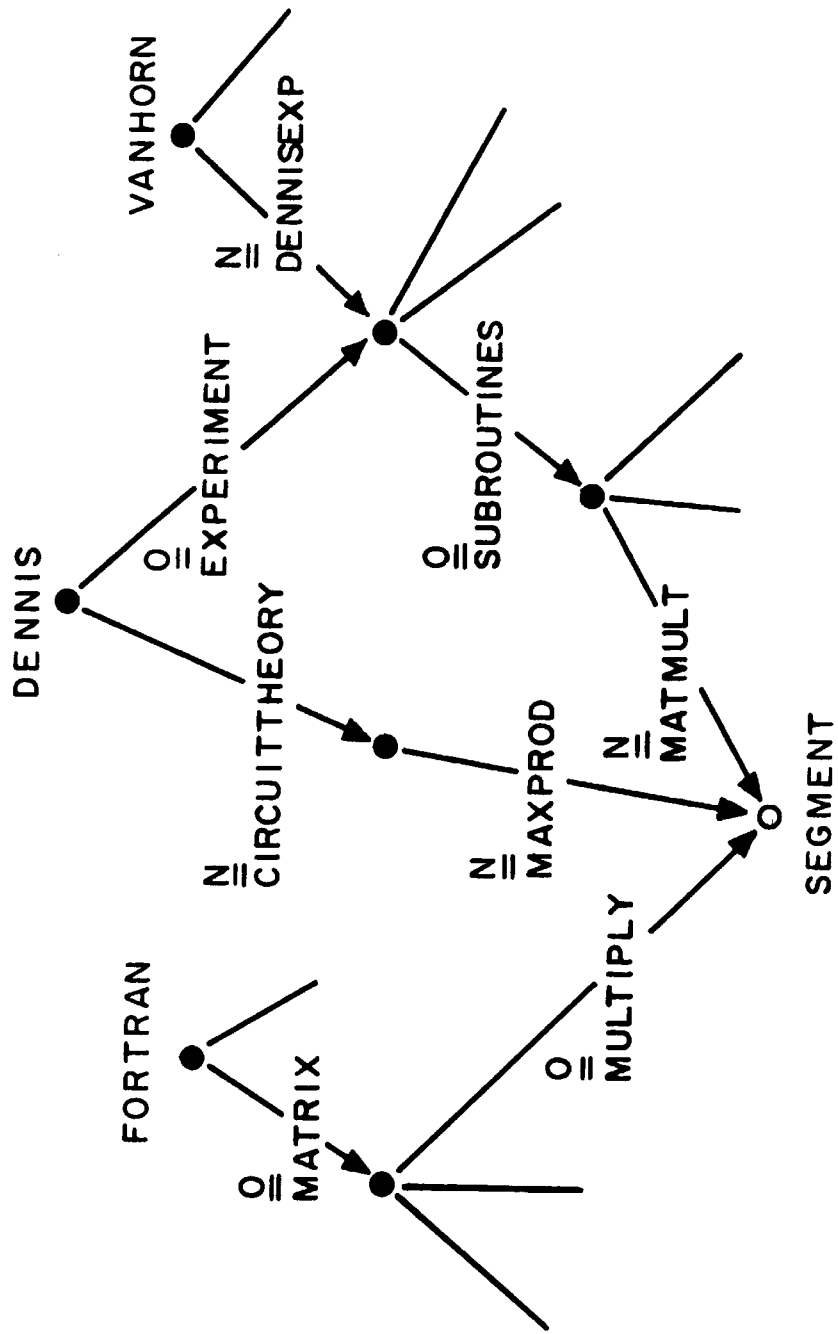 DENNIS
VANHORN
FORTRAN
O
EXPERIMENT
N
DENNISEXP
N
CIRCUITTHEORY
O
MATRIX
O
SUBROUTINES
N
MAXPROD
O
MULTIPLY
N
MATMULT
SEGMENT